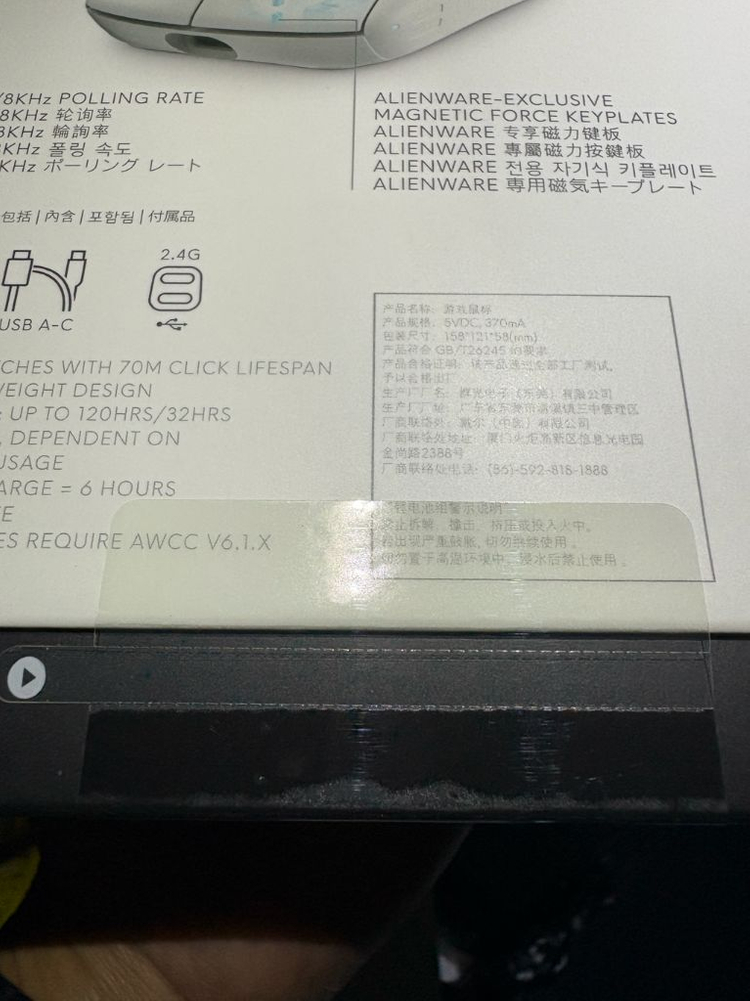 /8KHz POLLING RATE
8KHz 轮询率
8KHz 輪詢率
KHz 폴링 속도
KHz ポーリング レート
ALIENWARE-EXCLUSIVE
MAGNETIC FORCE KEYPLATES
ALIENWARE 专享磁力键板
ALIENWARE 專屬磁力按鍵板
ALIENWARE 전용 자기식 키플레이트
ALIENWARE 専用磁気キープレート
包括 | 內含 | 포함됨 | 付属品
USB A-C
2.4G
CHES WITH 70M CLICK LIFESPAN
EIGHT DESIGN
: UP TO 120HRS/32HRS
, DEPENDENT ON
USAGE
ARGE = 6 HOURS
E
ES REQUIRE AWCC V6.1.X
产品名称: 游戏鼠标
产品规格: 5VDC, 370mA
包装尺寸: 158*121*58(mm)
产品符合 GB/T26245 的要求
产品合格证明: 该产品通过全部工厂测试,
予以合格出厂
生产厂厂名: 群光电子 (东莞) 有限公司
生产厂厂址: 广东省东莞市清溪镇三中管理区
厂商联络处: 戴尔 (中国) 有限公司
厂商联络处地址: 厦门火炬高新区信息光电园
金尚路2388号
厂商联络处电话: (86)-592-818-1888
锂电池组警示说明
禁止拆解、撞击、挤压或投入火中。
若出现严重鼓胀, 切勿继续使用。
切勿置于高温环境中, 浸水后禁止使用。